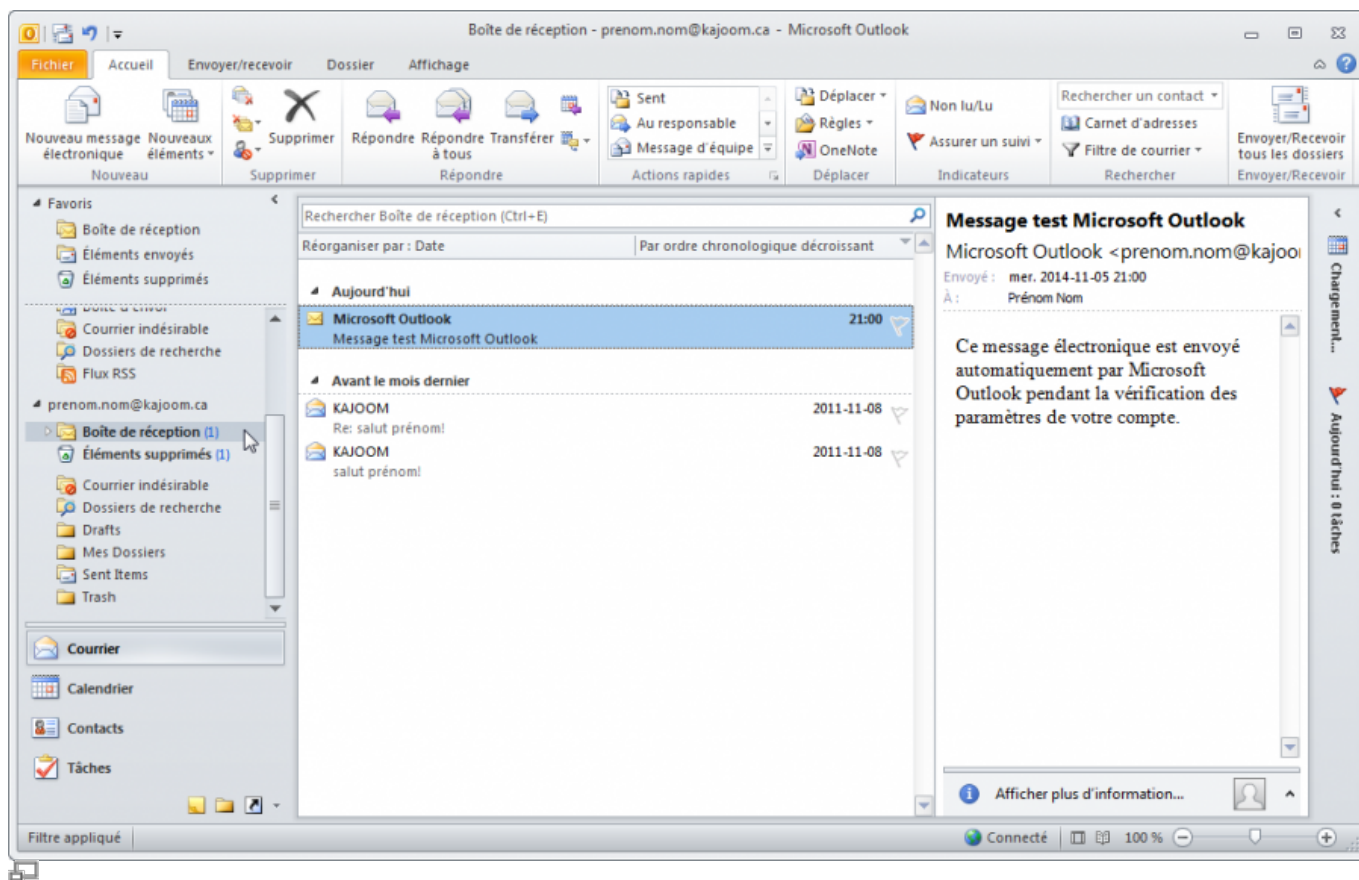 Boîte de réception - prenom.nom@kajoom.ca - Microsoft Outlook
Fichier Accueil Envoyer/recevoir Dossier Affichage
Nouveau message électronique
Nouveaux éléments
Nouveau
Supprimer
Supprimer
Répondre
Répondre à tous
Transférer
Répondre
Sent
Au responsable
Message d'équipe
Actions rapides
Déplacer
Règles
OneNote
Déplacer
Non lu/Lu
Assurer un suivi
Indicateurs
Rechercher un contact
Carnet d'adresses
Filtre de courrier
Rechercher
Envoyer/Recevoir
tous les dossiers
Envoyer/Recevoir
Favoris
Boîte de réception
Éléments envoyés
Éléments supprimés
Courrier indésirable
Dossiers de recherche
Flux RSS
prenom.nom@kajoom.ca
Boîte de réception (1)
Éléments supprimés (1)
Courrier indésirable
Dossiers de recherche
Drafts
Mes Dossiers
Sent Items
Trash
Courrier
Calendrier
Contacts
Tâches
Rechercher Boîte de réception (Ctrl+E)
Réorganiser par : Date Par ordre chronologique décroissant
Aujourd'hui
Microsoft Outlook 21:00
Message test Microsoft Outlook
Avant le mois dernier
KAJOOM 2011-11-08
Re: salut prénom!
KAJOOM 2011-11-08
salut prénom!
Message test Microsoft Outlook
Microsoft Outlook <prenom.nom@kajoo
Envoyé : mer. 2014-11-05 21:00
À : Prénom Nom
Ce message électronique est envoyé
automatiquement par Microsoft
Outlook pendant la vérification des
paramètres de votre compte.
Afficher plus d'information...
Chargement...
Aujourd'hui : 0 tâches
Filtre appliqué
Connecté
100 %